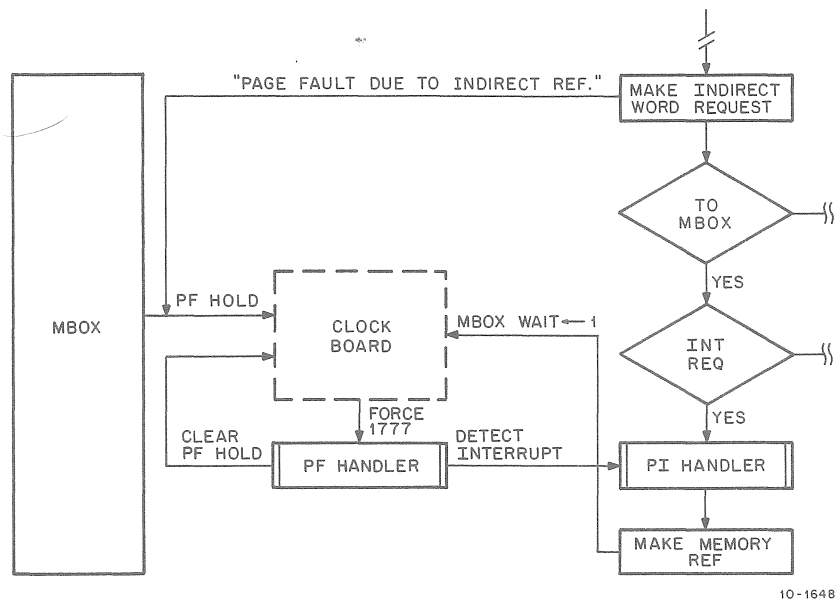 "PAGE FAULT DUE TO INDIRECT REF."
MAKE INDIRECT
WORD REQUEST
TO
MBOX
YES
PF HOLD
MBOX
CLOCK
BOARD
MBOX WAIT ← 1
INT
REQ
YES
FORCE
1777
CLEAR
PF HOLD
PF HANDLER
DETECT
INTERRUPT
PI HANDLER
MAKE MEMORY
REF
10-1648